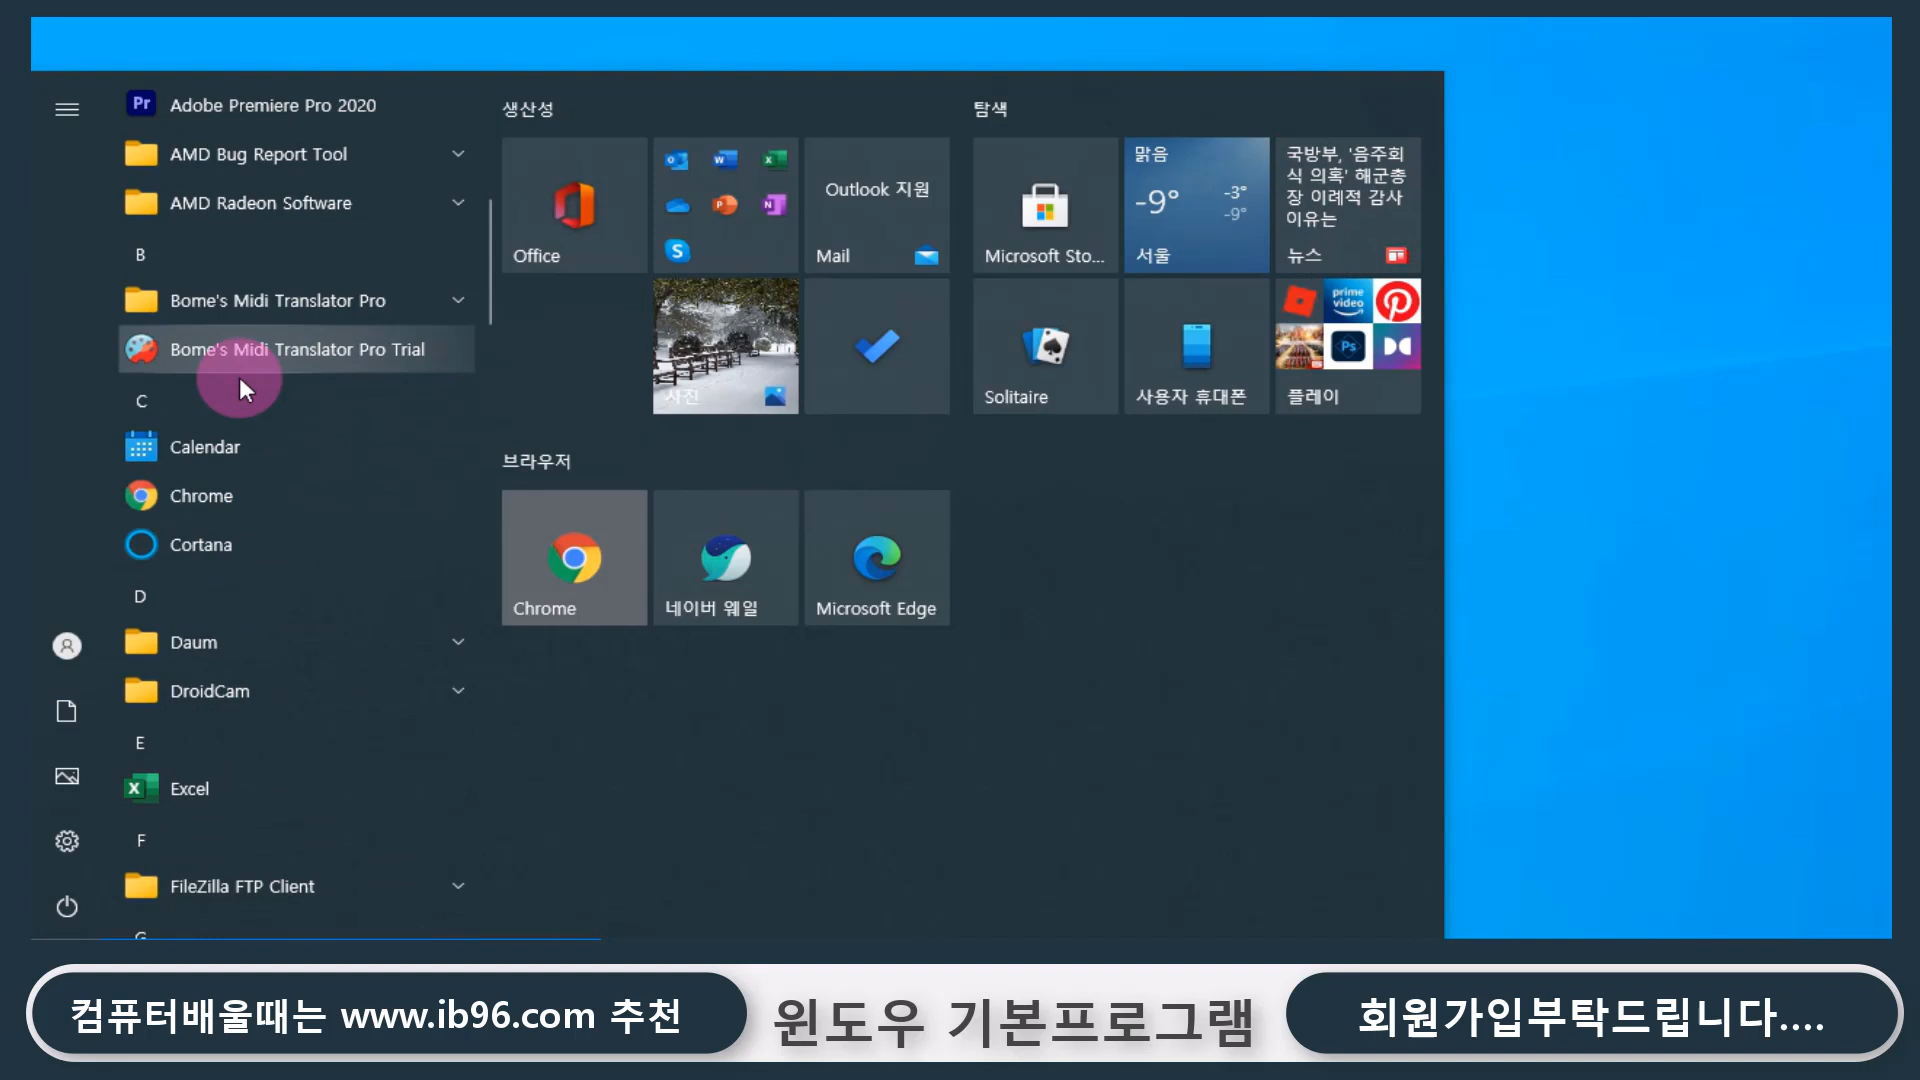 Adobe Premiere Pro 2020
AMD Bug Report Tool
AMD Radeon Software
B
Bome's Midi Translator Pro
Bome's Midi Translator Pro Trial
C
Calendar
Chrome
Cortana
D
Daum
DroidCam
E
Excel
F
FileZilla FTP Client
G
생산성
Office
Outlook 지원
Mail
사진
탐색
Microsoft Sto...
맑음
-9°
-3°
-9°
서울
국방부, '음주회
식 의혹' 해군총
장 이례적 감사
이유는
뉴스
Solitaire
사용자 휴대폰
prime
video
Ps
플레이
브라우저
Chrome
네이버 웨일
Microsoft Edge
컴퓨터배울때는 www.ib96.com 추천
윈도우 기본프로그램
회원가입부탁드립니다....